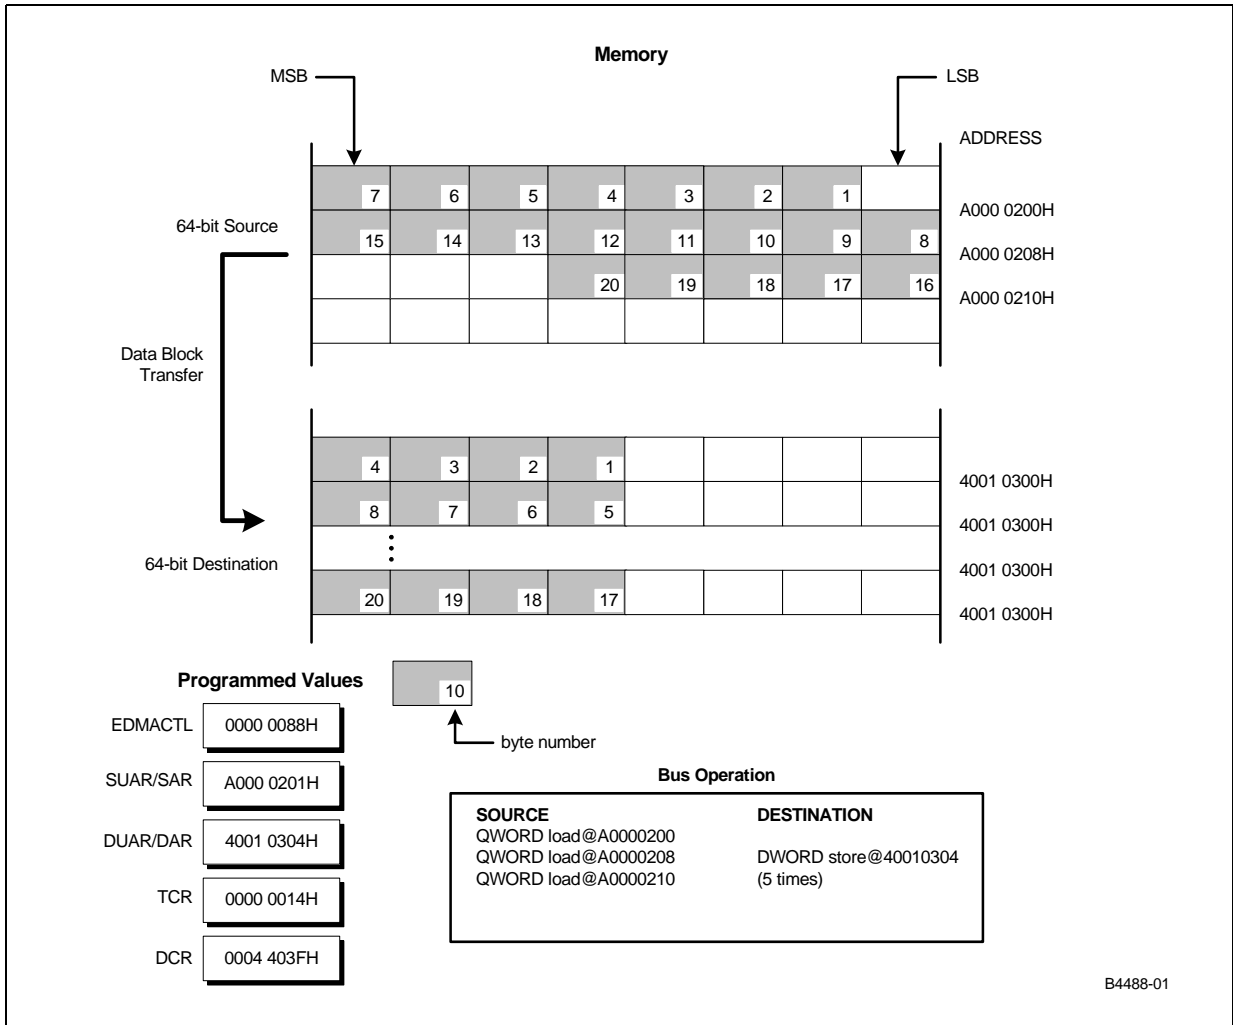 Memory
MSB
LSB
ADDRESS
7 6 5 4 3 2 1
A000 0200H
64-bit Source
15 14 13 12 11 10 9 8
A000 0208H
20 19 18 17 16
A000 0210H
Data Block
Transfer
4 3 2 1
4001 0300H
8 7 6 5
4001 0300H
64-bit Destination
4001 0300H
20 19 18 17
4001 0300H
Programmed Values
10
byte number
EDMACTL 0000 0088H
SUAR/SAR A000 0201H
DUAR/DAR 4001 0304H
TCR 0000 0014H
DCR 0004 403FH
Bus Operation
SOURCE DESTINATION
QWORD load@A0000200
QWORD load@A0000208 DWORD store@40010304
QWORD load@A0000210 (5 times)
B4488-01